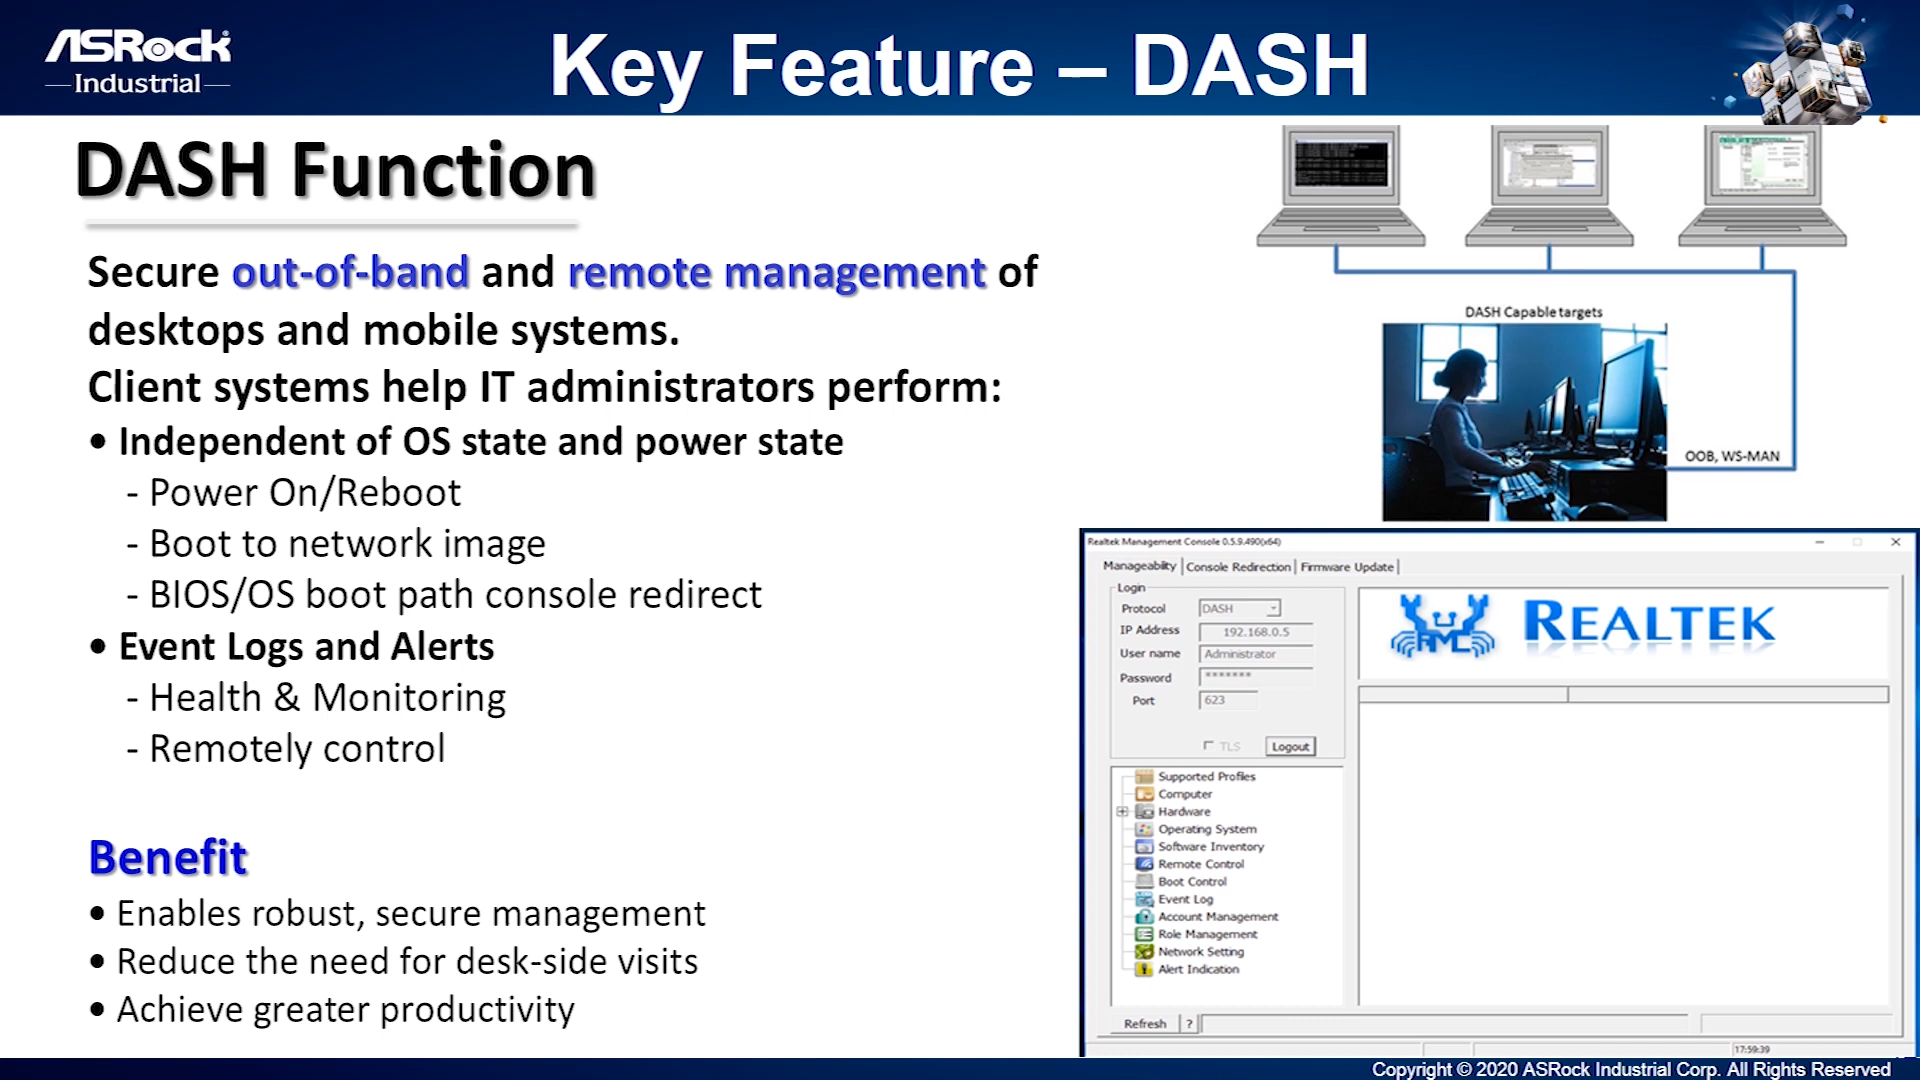 ASRock
Industrial
Key Feature – DASH
DASH Function
Secure out-of-band and remote management of
desktops and mobile systems.
Client systems help IT administrators perform:
• Independent of OS state and power state
- Power On/Reboot
- Boot to network image
- BIOS/OS boot path console redirect
• Event Logs and Alerts
- Health & Monitoring
- Remotely control
Benefit
• Enables robust, secure management
• Reduce the need for desk-side visits
• Achieve greater productivity
DASH Capable targets
OOB, WS-MAN
Realtek Management Console 0.5.9.490(x64)
Manageability Console Redirection Firmware Update
Login
Protocol DASH
IP Address 192.168.0.5
User name Administrator
Password *******
Port 623
TLS Logout
REALTEK
Supported Profiles
Computer
Hardware
Operating System
Software Inventory
Remote Control
Boot Control
Event Log
Account Management
Role Management
Network Setting
Alert Indication
Refresh ?
17:59:39
Copyright © 2020 ASRock Industrial Corp. All Rights Reserved